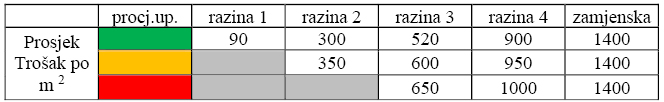 procj.up. razina 1 razina 2 razina 3 razina 4 zamjenska
Prosjek Trošak po m 2
90 300 520 900 1400
350 600 950 1400
650 1000 1400